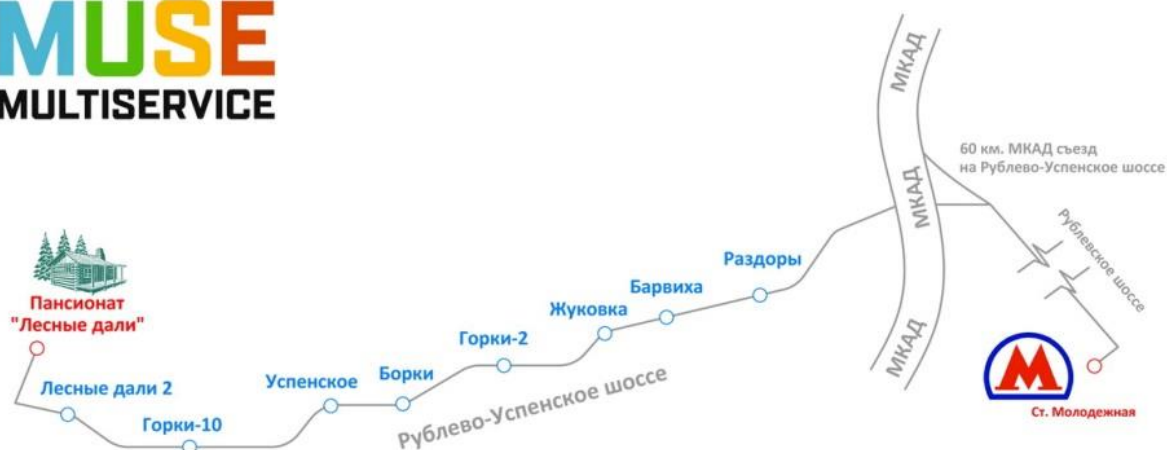 MUSE
MULTISERVICE
МКАД
60 км. МКАД съезд
на Рублево-Успенское шоссе
МКАД
Рублевское шоссе
Раздоры
Барвиха
Жуковка
Пансионат
"Лесные дали"
Горки-2
МКАД
Борки
Успенское
Лесные дали 2
Рублево-Успенское шоссе
М
Ст. Молодежная
Горки-10